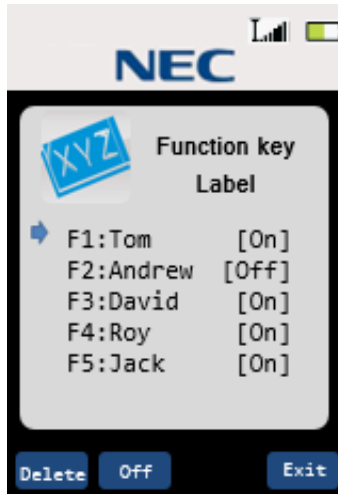 NEC
XYZ
Function key
Label
F1:Tom [On]
F2:Andrew [Off]
F3:David [On]
F4:Roy [On]
F5:Jack [On]
Delete Off Exit